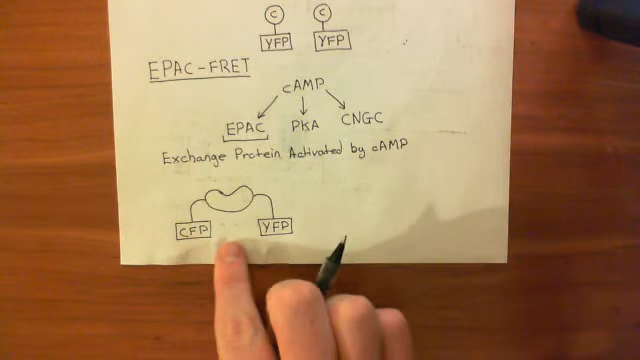 C C
YFP YFP
EPAC-FRET
cAMP
EPAC PKA CNGC
Exchange Protein Activated by cAMP
CFP YFP